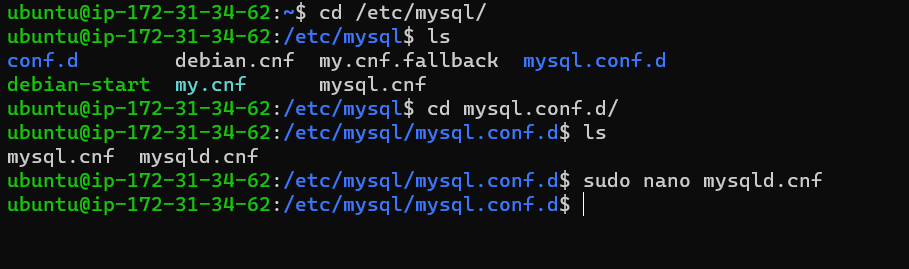 ubuntu@ip-172-31-34-62:~$ cd /etc/mysql/
ubuntu@ip-172-31-34-62:/etc/mysql$ ls
conf.d        debian.cnf  my.cnf.fallback  mysql.conf.d
debian-start  my.cnf      mysql.cnf
ubuntu@ip-172-31-34-62:/etc/mysql$ cd mysql.conf.d/
ubuntu@ip-172-31-34-62:/etc/mysql/mysql.conf.d$ ls
mysql.cnf  mysqld.cnf
ubuntu@ip-172-31-34-62:/etc/mysql/mysql.conf.d$ sudo nano mysqld.cnf
ubuntu@ip-172-31-34-62:/etc/mysql/mysql.conf.d$